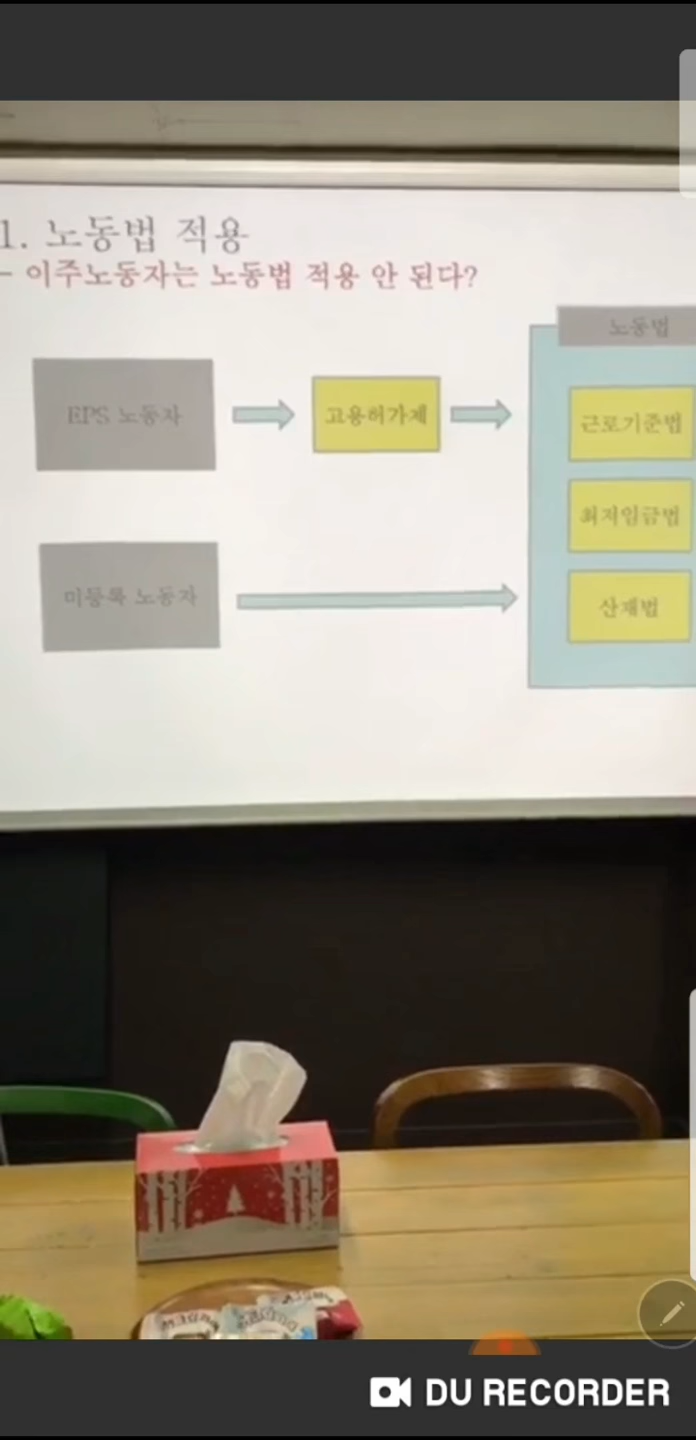 1. 노동법 적용
- 이주노동자는 노동법 적용 안 된다?
노동법
EPS 노동자
고용허가제
근로기준법
최저임금법
미등록 노동자
산재법
DU RECORDER